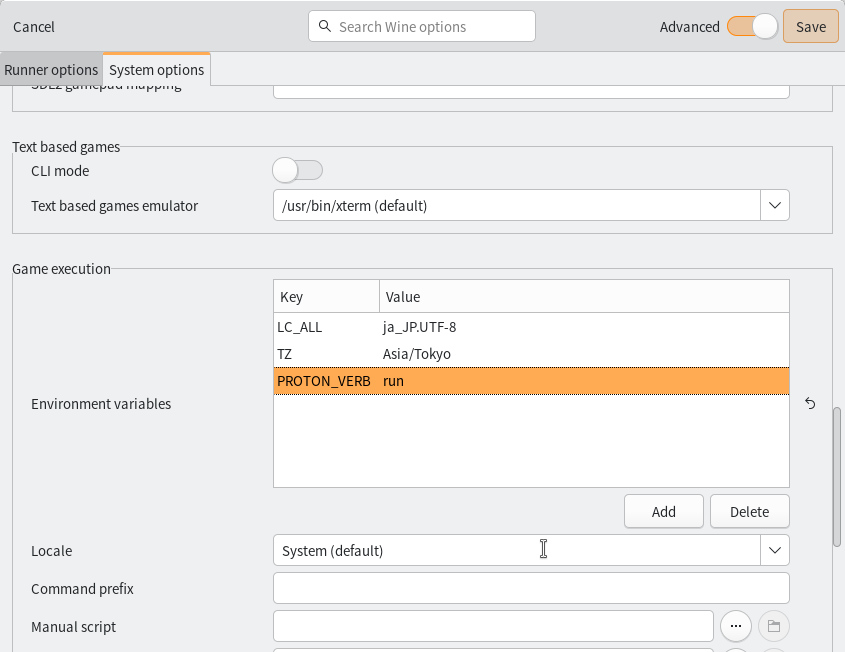 Cancel
Search Wine options
Advanced
Save
Runner options
System options
SDL2 gamepad mapping
Text based games
CLI mode
Text based games emulator
/usr/bin/xterm (default)
Game execution
Key Value
LC_ALL ja_JP.UTF-8
TZ Asia/Tokyo
PROTON_VERB run
Environment variables
Add
Delete
Locale
System (default)
Command prefix
Manual script
...